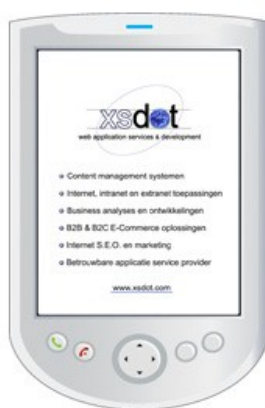 xsdot
web application services & development
Content management systemen
Internet, intranet en extranet toepassingen
Business analyses en ontwikkelingen
B2B & B2C E-Commerce oplossingen
Internet S.E.O. en marketing
Betrouwbare applicatie service provider
www.xsdot.com